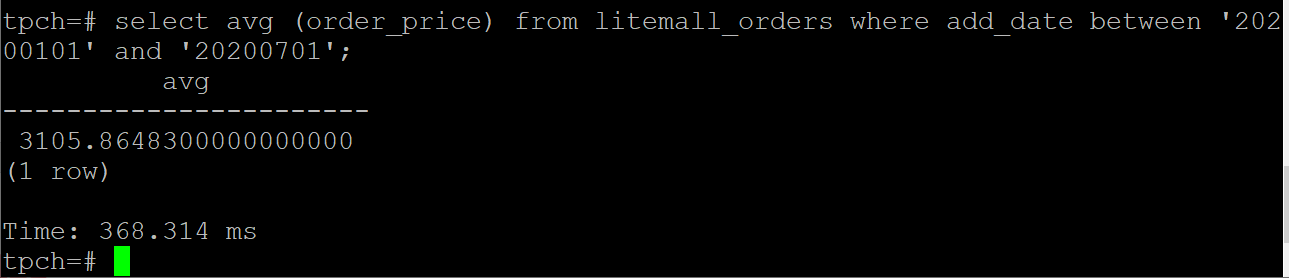 tpch=# select avg (order_price) from litemall_orders where add_date between '202
00101' and '20200701';
avg
-----------------------
3105.8648300000000000
(1 row)
Time: 368.314 ms
tpch=#